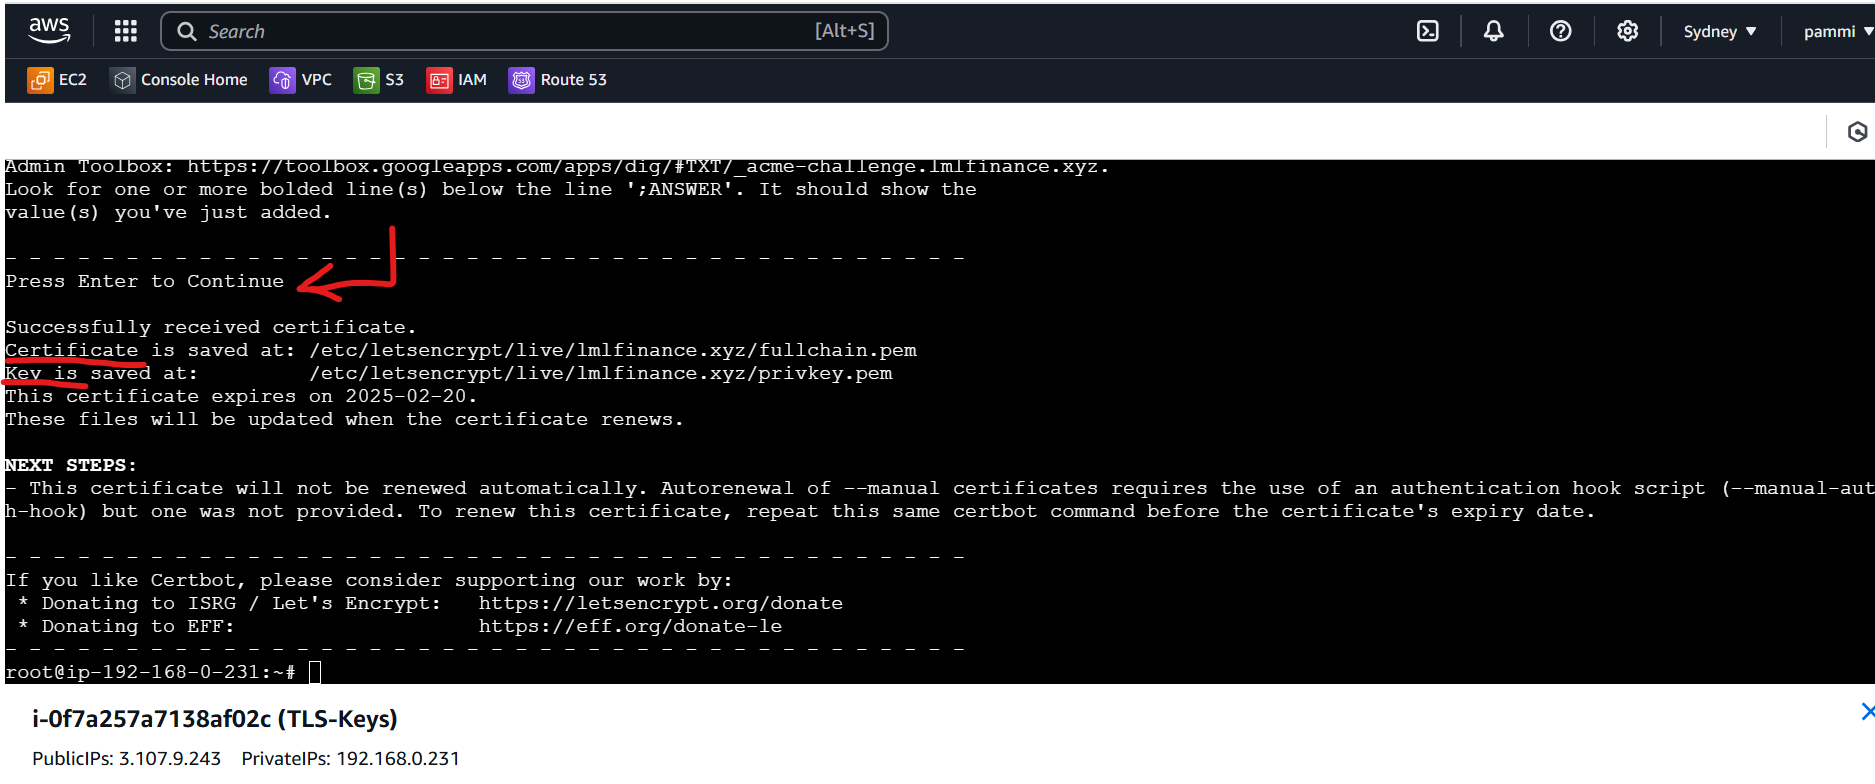 aws
Search [Alt+S] Sydney pammi
EC2 Console Home VPC S3 IAM Route 53
Admin Toolbox: https://toolbox.googleapps.com/apps/dig/#TXT/_acme-challenge.lmlfinance.xyz.
Look for one or more bolded line(s) below the line ';ANSWER'. It should show the
value(s) you've just added.
- - - - - - - - - - - - - - - - - - - - - - - - - - - - - - - - - - - - - - - -
Press Enter to Continue
Successfully received certificate.
Certificate is saved at: /etc/letsencrypt/live/lmlfinance.xyz/fullchain.pem
Key is saved at:         /etc/letsencrypt/live/lmlfinance.xyz/privkey.pem
This certificate expires on 2025-02-20.
These files will be updated when the certificate renews.
NEXT STEPS:
- This certificate will not be renewed automatically. Autorenewal of --manual certificates requires the use of an authentication hook script (--manual-aut
h-hook) but one was not provided. To renew this certificate, repeat this same certbot command before the certificate's expiry date.
- - - - - - - - - - - - - - - - - - - - - - - - - - - - - - - - - - - - - - - -
If you like Certbot, please consider supporting our work by:
 * Donating to ISRG / Let's Encrypt:   https://letsencrypt.org/donate
 * Donating to EFF:                    https://eff.org/donate-le
- - - - - - - - - - - - - - - - - - - - - - - - - - - - - - - - - - - - - - - -
root@ip-192-168-0-231:~#
i-0f7a257a7138af02c (TLS-Keys)
PublicIPs: 3.107.9.243 PrivateIPs: 192.168.0.231